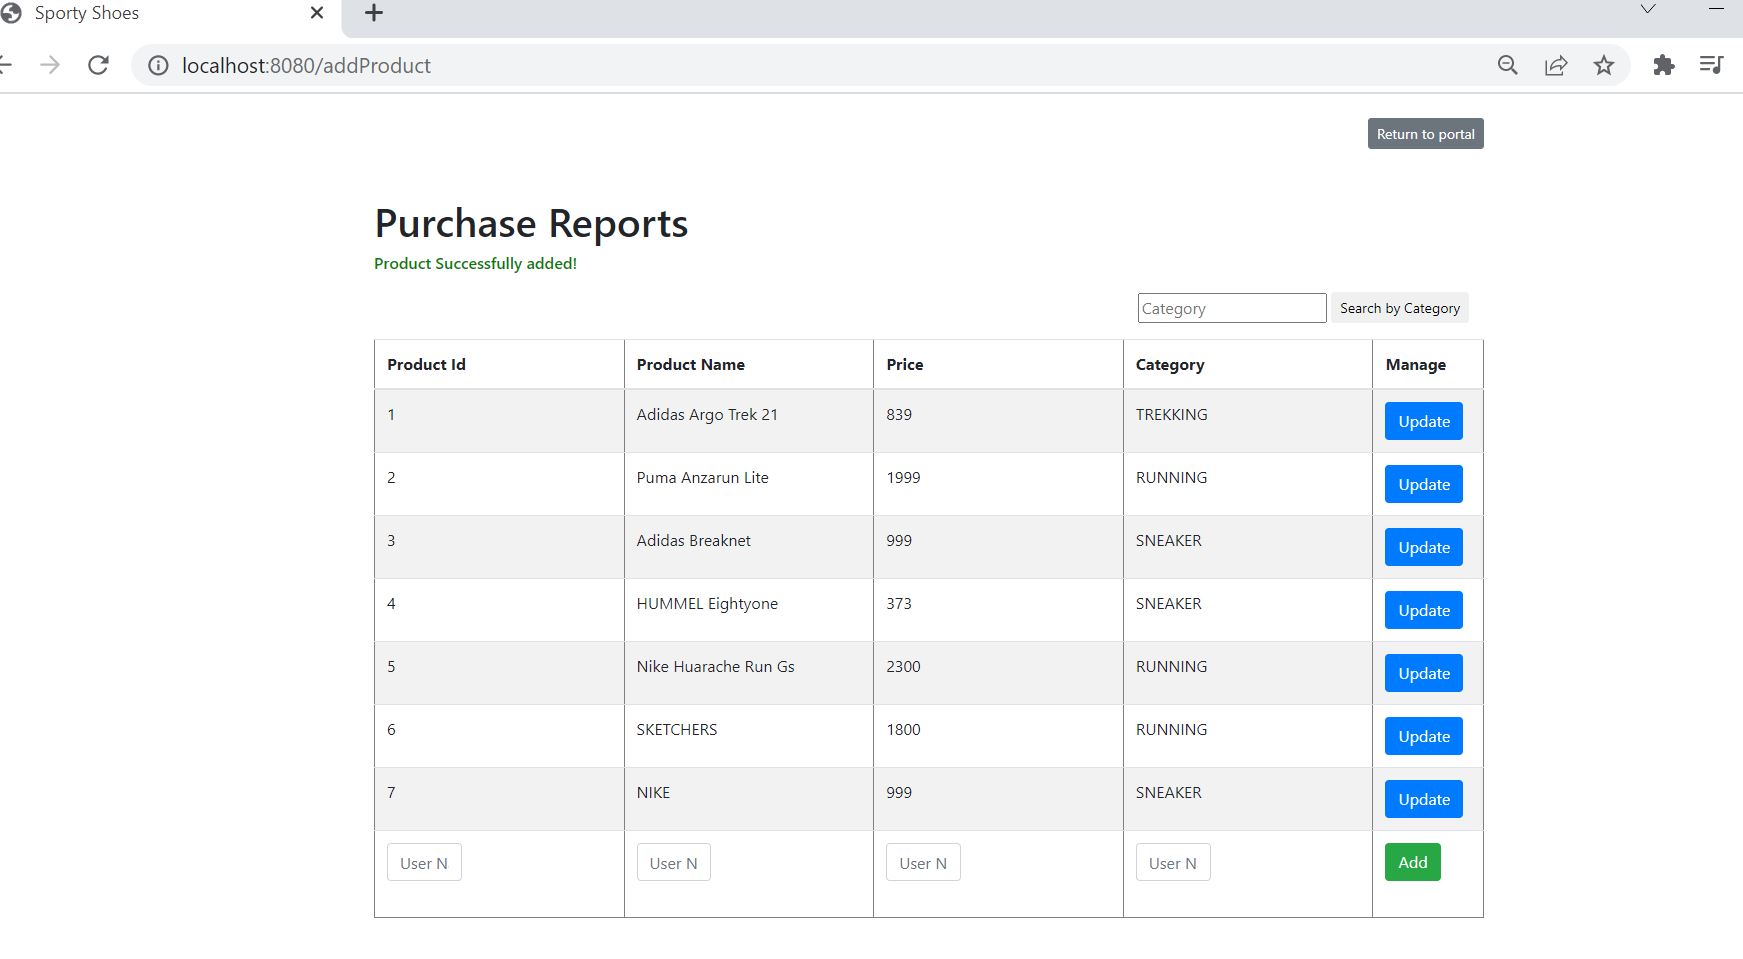 Sporty Shoes
localhost:8080/addProduct
Return to portal
Purchase Reports
Product Successfully added!
Category Search by Category
Product Id Product Name Price Category Manage
1 Adidas Argo Trek 21 839 TREKKING Update
2 Puma Anzarun Lite 1999 RUNNING Update
3 Adidas Breaknet 999 SNEAKER Update
4 HUMMEL Eightyone 373 SNEAKER Update
5 Nike Huarache Run Gs 2300 RUNNING Update
6 SKETCHERS 1800 RUNNING Update
7 NIKE 999 SNEAKER Update
User N User N User N User N Add